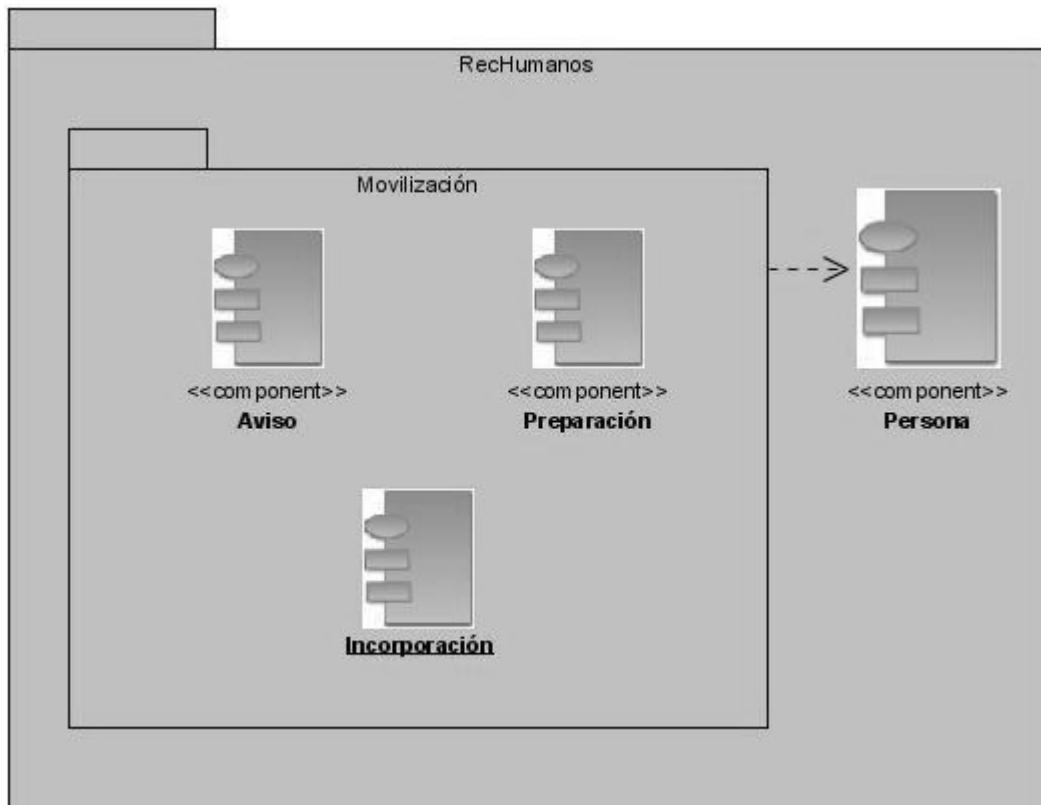 RecHumanos
Movilización
<<component>>
Aviso
<<component>>
Preparación
<<component>>
Persona
Incorporación